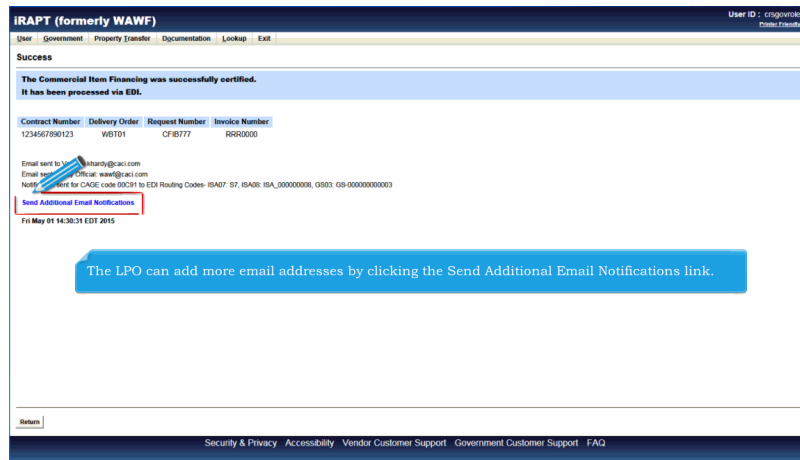 iRAPT (formerly WAWF)
User ID : crsgovrole
Printer Friendly
User Government Property Transfer Documentation Lookup Exit
Success
The Commercial Item Financing was successfully certified.
It has been processed via EDI.
Contract Number Delivery Order Request Number Invoice Number
1234567890123 WBT01 CFIB777 RRR0000
Email sent to khardy@caci.com
Email sent Official: wawf@caci.com
sent for CAGE code 00C91 to EDI Routing Codes- ISA07: S7, ISA08: ISA_000000008, GS03: GS-000000000003
Send Additional Email Notifications
Fri May 01 14:30:31 EDT 2015
The LPO can add more email addresses by clicking the Send Additional Email Notifications link.
Return
Security & Privacy Accessibility Vendor Customer Support Government Customer Support FAQ